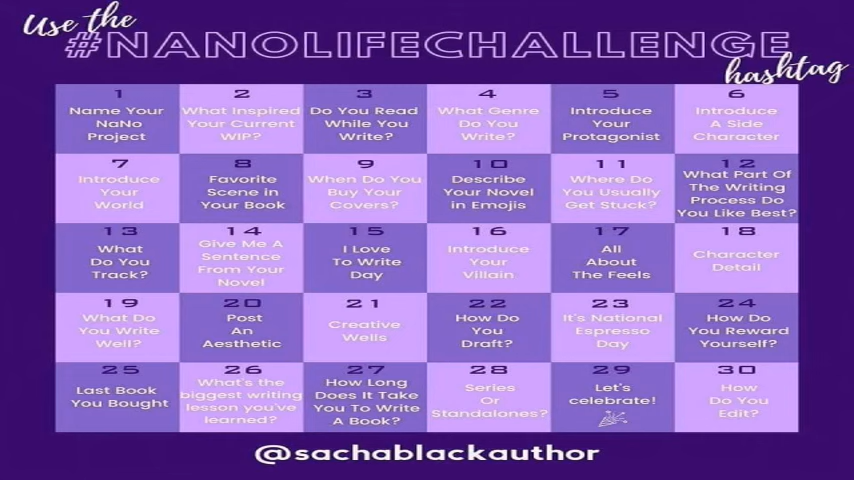 Use the
#NANOLIFECHALLENGE
hashtag
1
Name Your
NaNo
Project
2
What Inspired
Your Current
WIP?
3
Do You Read
While You
Write?
4
What Genre
Do You
Write?
5
Introduce
Your
Protagonist
6
Introduce
A Side
Character
7
Introduce
Your
World
8
Favorite
Scene in
Your Book
9
When Do You
Buy Your
Covers?
10
Describe
Your Novel
in Emojis
11
Where Do
You Usually
Get Stuck?
12
What Part Of
The Writing
Process Do
You Like Best?
13
What
Do You
Track?
14
Give Me A
Sentence
From Your
Novel
15
I Love
To Write
Day
16
Introduce
Your
Villain
17
All
About
The Feels
18
Character
Detail
19
What Do
You Write
Well?
20
Post
An
Aesthetic
21
Creative
Wells
22
How Do
You
Draft?
23
It's National
Espresso
Day
24
How Do
You Reward
Yourself?
25
Last Book
You Bought
26
What's the
biggest writing
lesson you've
learned?
27
How Long
Does It Take
You To Write
A Book?
28
Series
Or
Standalones?
29
Let's
celebrate!
30
How
Do You
Edit?
@sachablackauthor